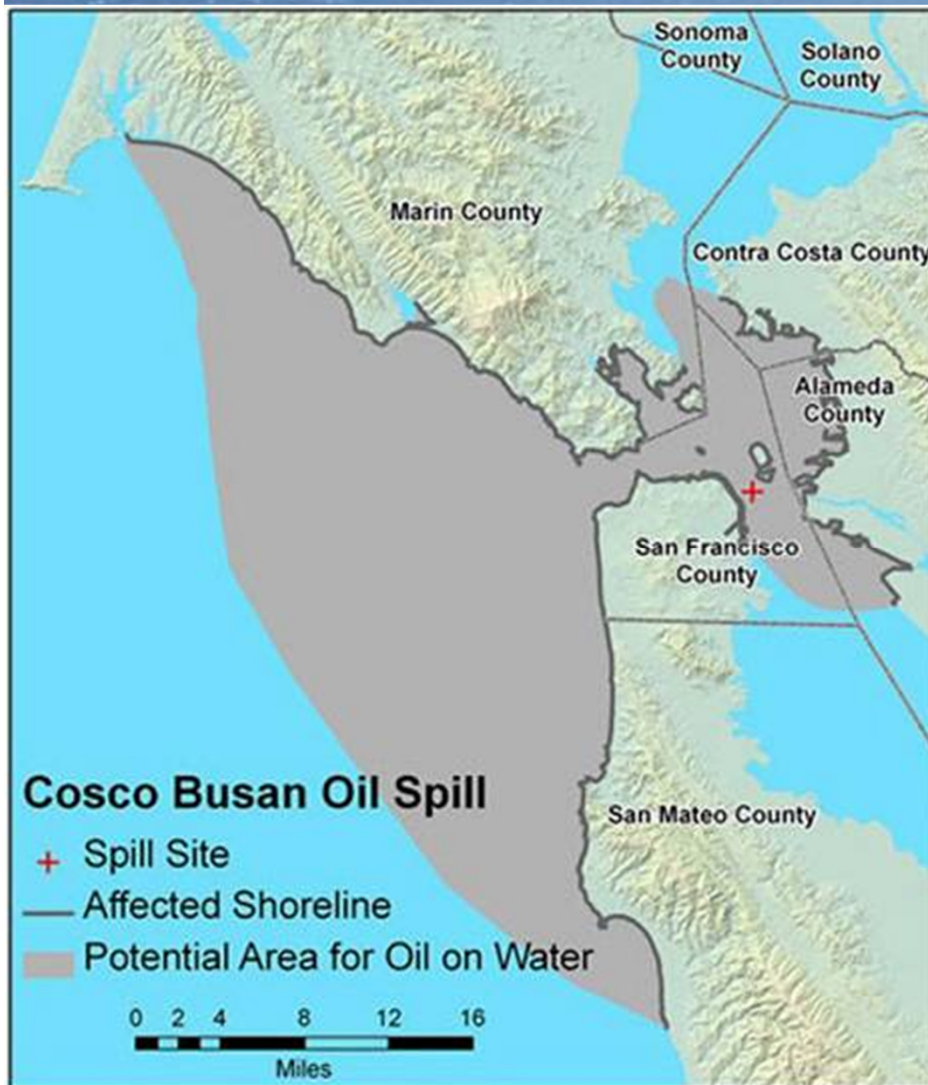 Sonoma
County
Solano
County
Marin County
Contra Costa County
Alameda
County
San Francisco
County
San Mateo County
Cosco Busan Oil Spill
Spill Site
Affected Shoreline
Potential Area for Oil on Water
0 2 4 8 12 16
Miles